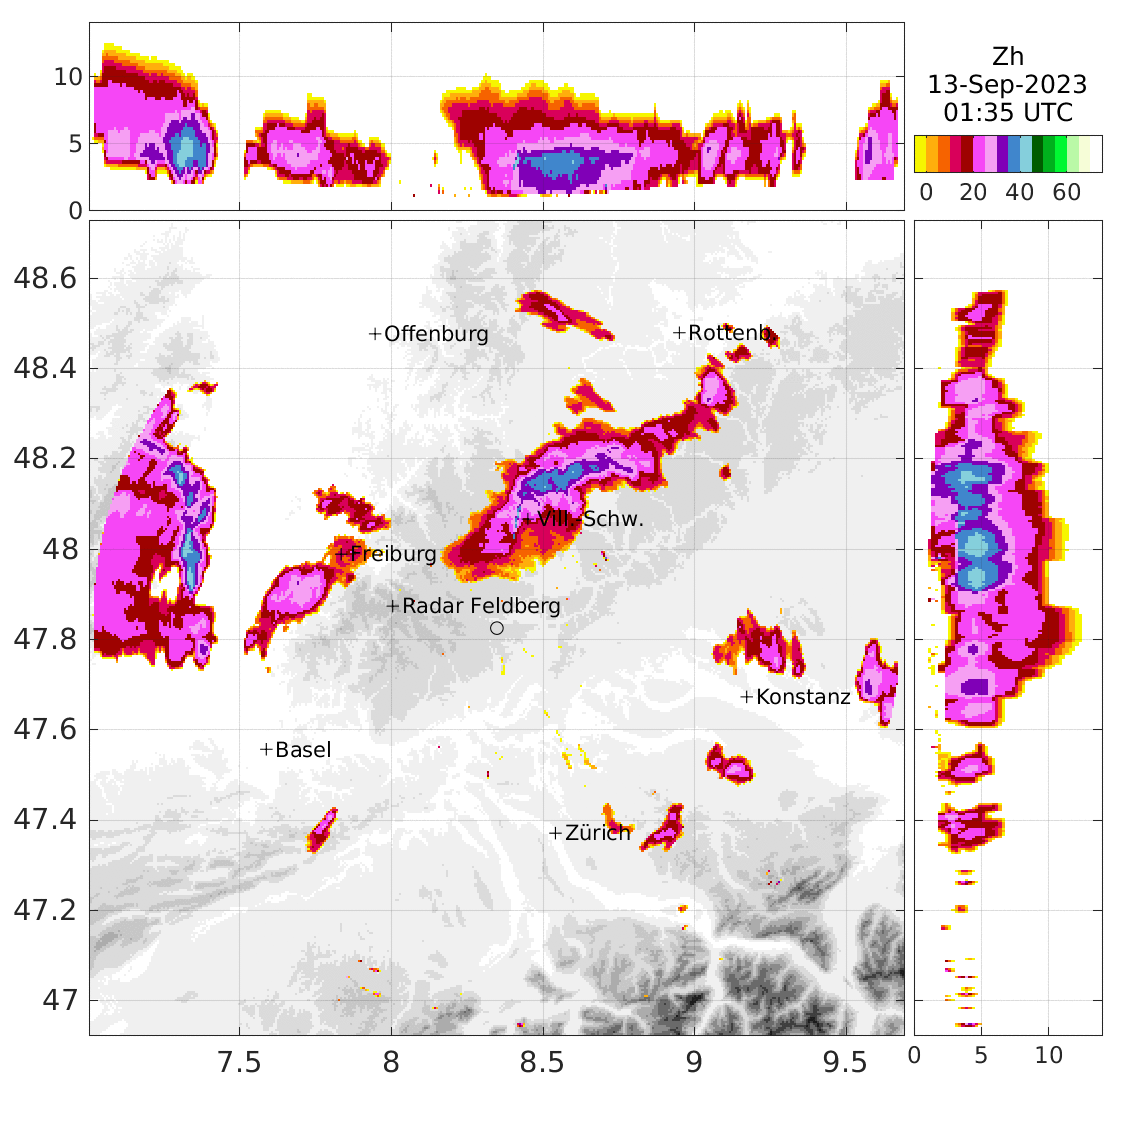 Zh
13-Sep-2023
01:35 UTC
0 20 40 60
10
5
0
48.6
48.4
48.2
48
47.8
47.6
47.4
47.2
47
+Offenburg
+Rottenb.
+Vill.-Schw.
+Freiburg
+Radar Feldberg
+Konstanz
+Basel
+Zürich
7.5 8 8.5 9 9.5
0 5 10